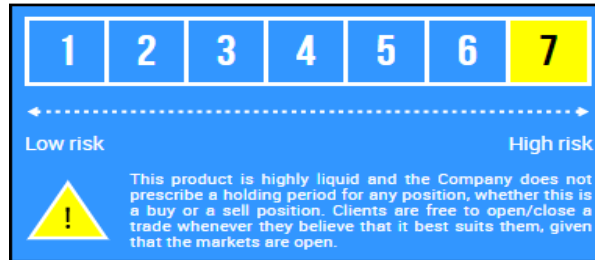 1 2 3 4 5 6 7
Low risk High risk
This product is highly liquid and the Company does not
prescribe a holding period for any position, whether this is
a buy or a sell position. Clients are free to open/close a
trade whenever they believe that it best suits them, given
that the markets are open.
!